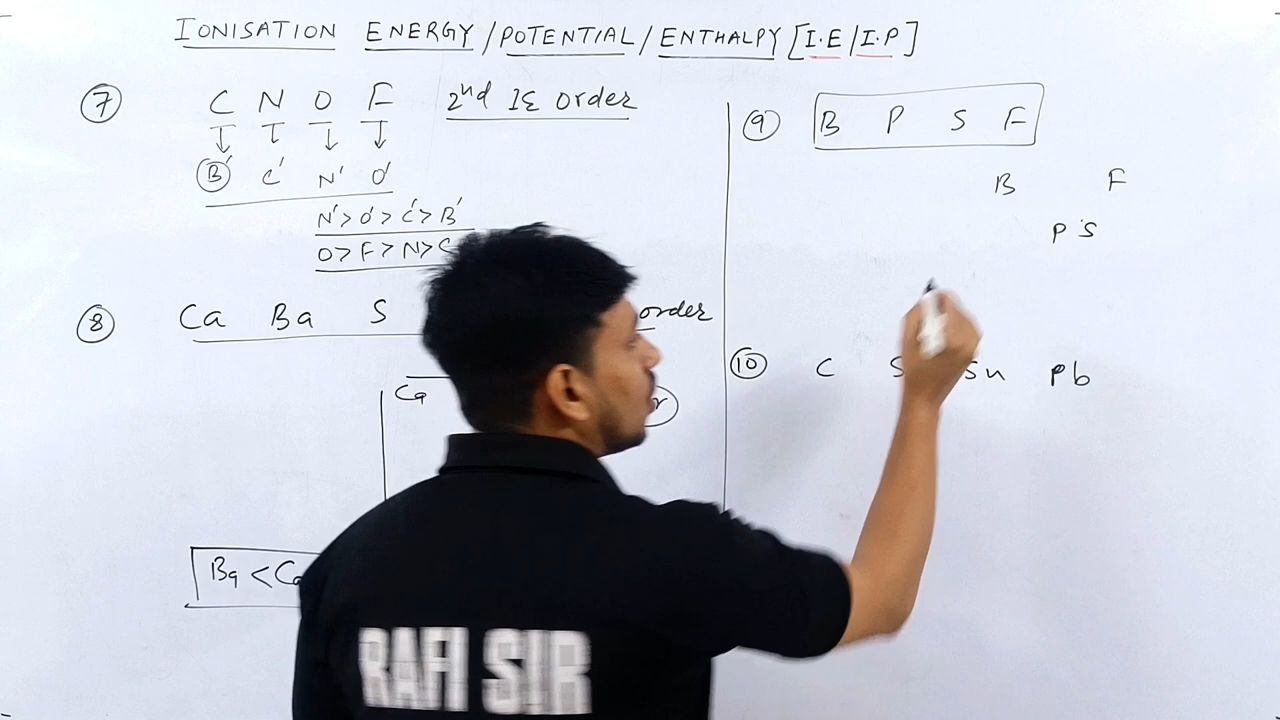 IONISATION ENERGY/POTENTIAL/ENTHALPY [I.E/I.P]
7 C N O F 2nd IE order
B' C' N' O'
N'>O'>C'>B'
O>F>N>C
8 Ca Ba S order
Ca
Ba <Ca
9 B P S F
B F
P S
10 C Sn Pb
RAFI SIR